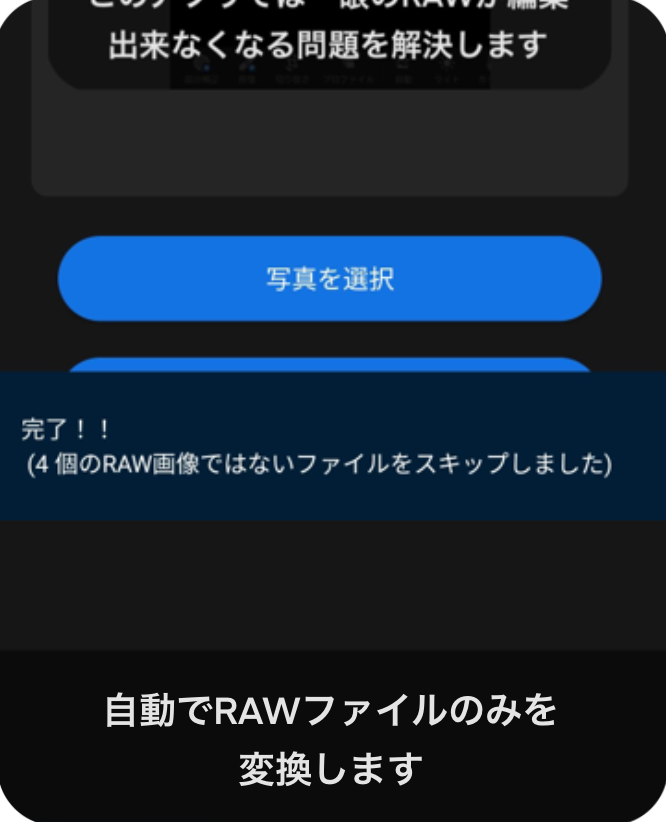 出来なくなる問題を解決します
写真を選択
完了！！
(4 個のRAW画像ではないファイルをスキップしました)
自動でRAWファイルのみを
変換します